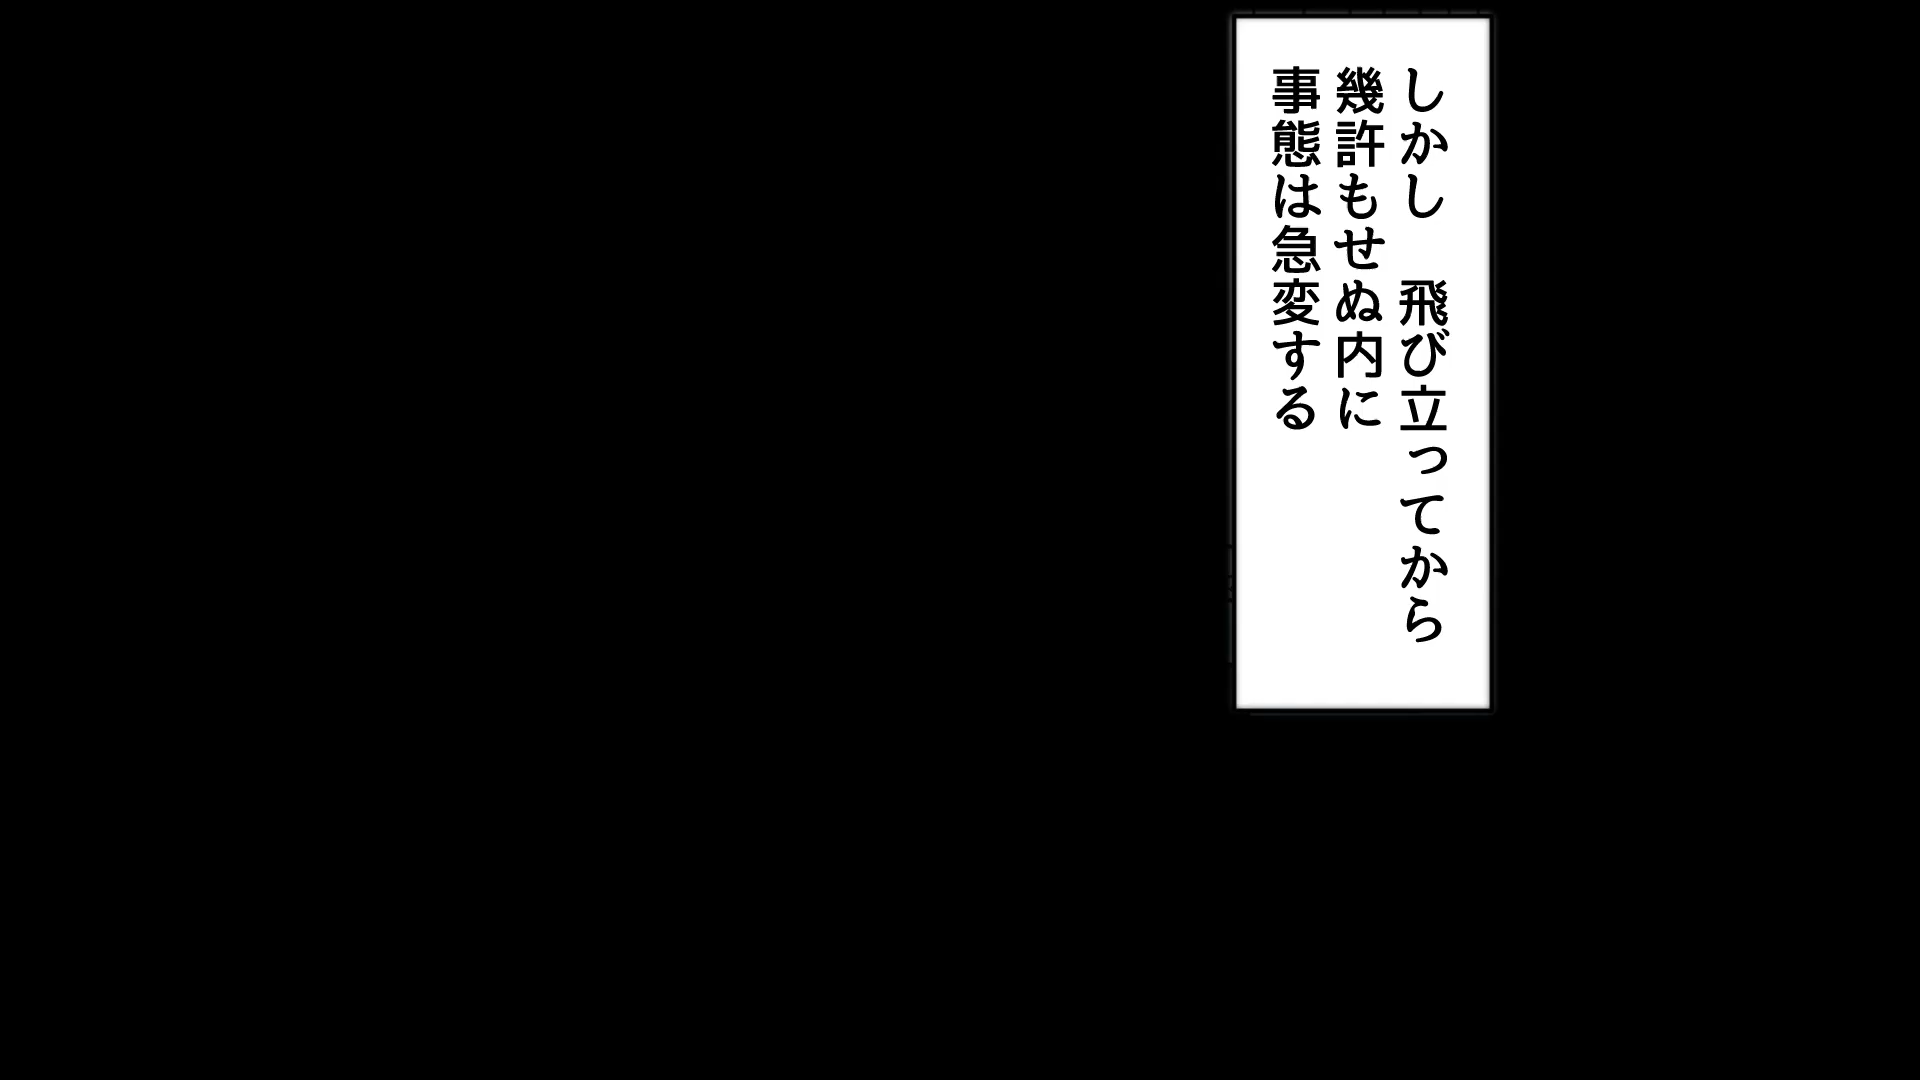 しかし　飛び立ってから
幾許もせぬ内に
事態は急変する